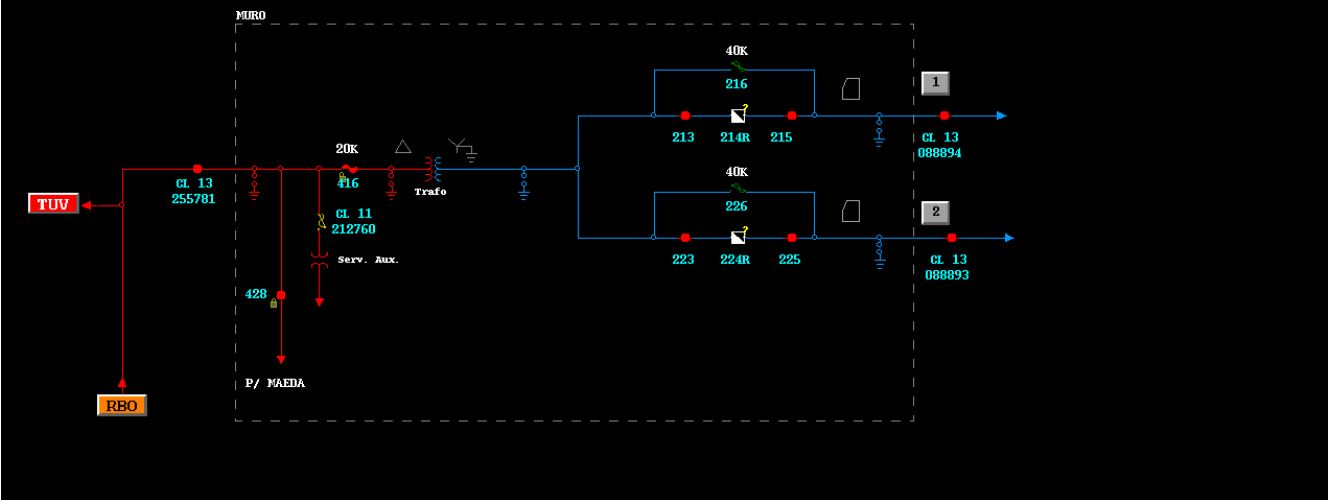 MURO
40K
216
1
213
214R
?
215
CL 13
088894
20K
416
CL 13
255781
Trafo
TUV
40K
226
2
CL 11
212760
?
223
224R
225
CL 13
088893
Serv. Aux.
428
P/ MAEDA
RBO